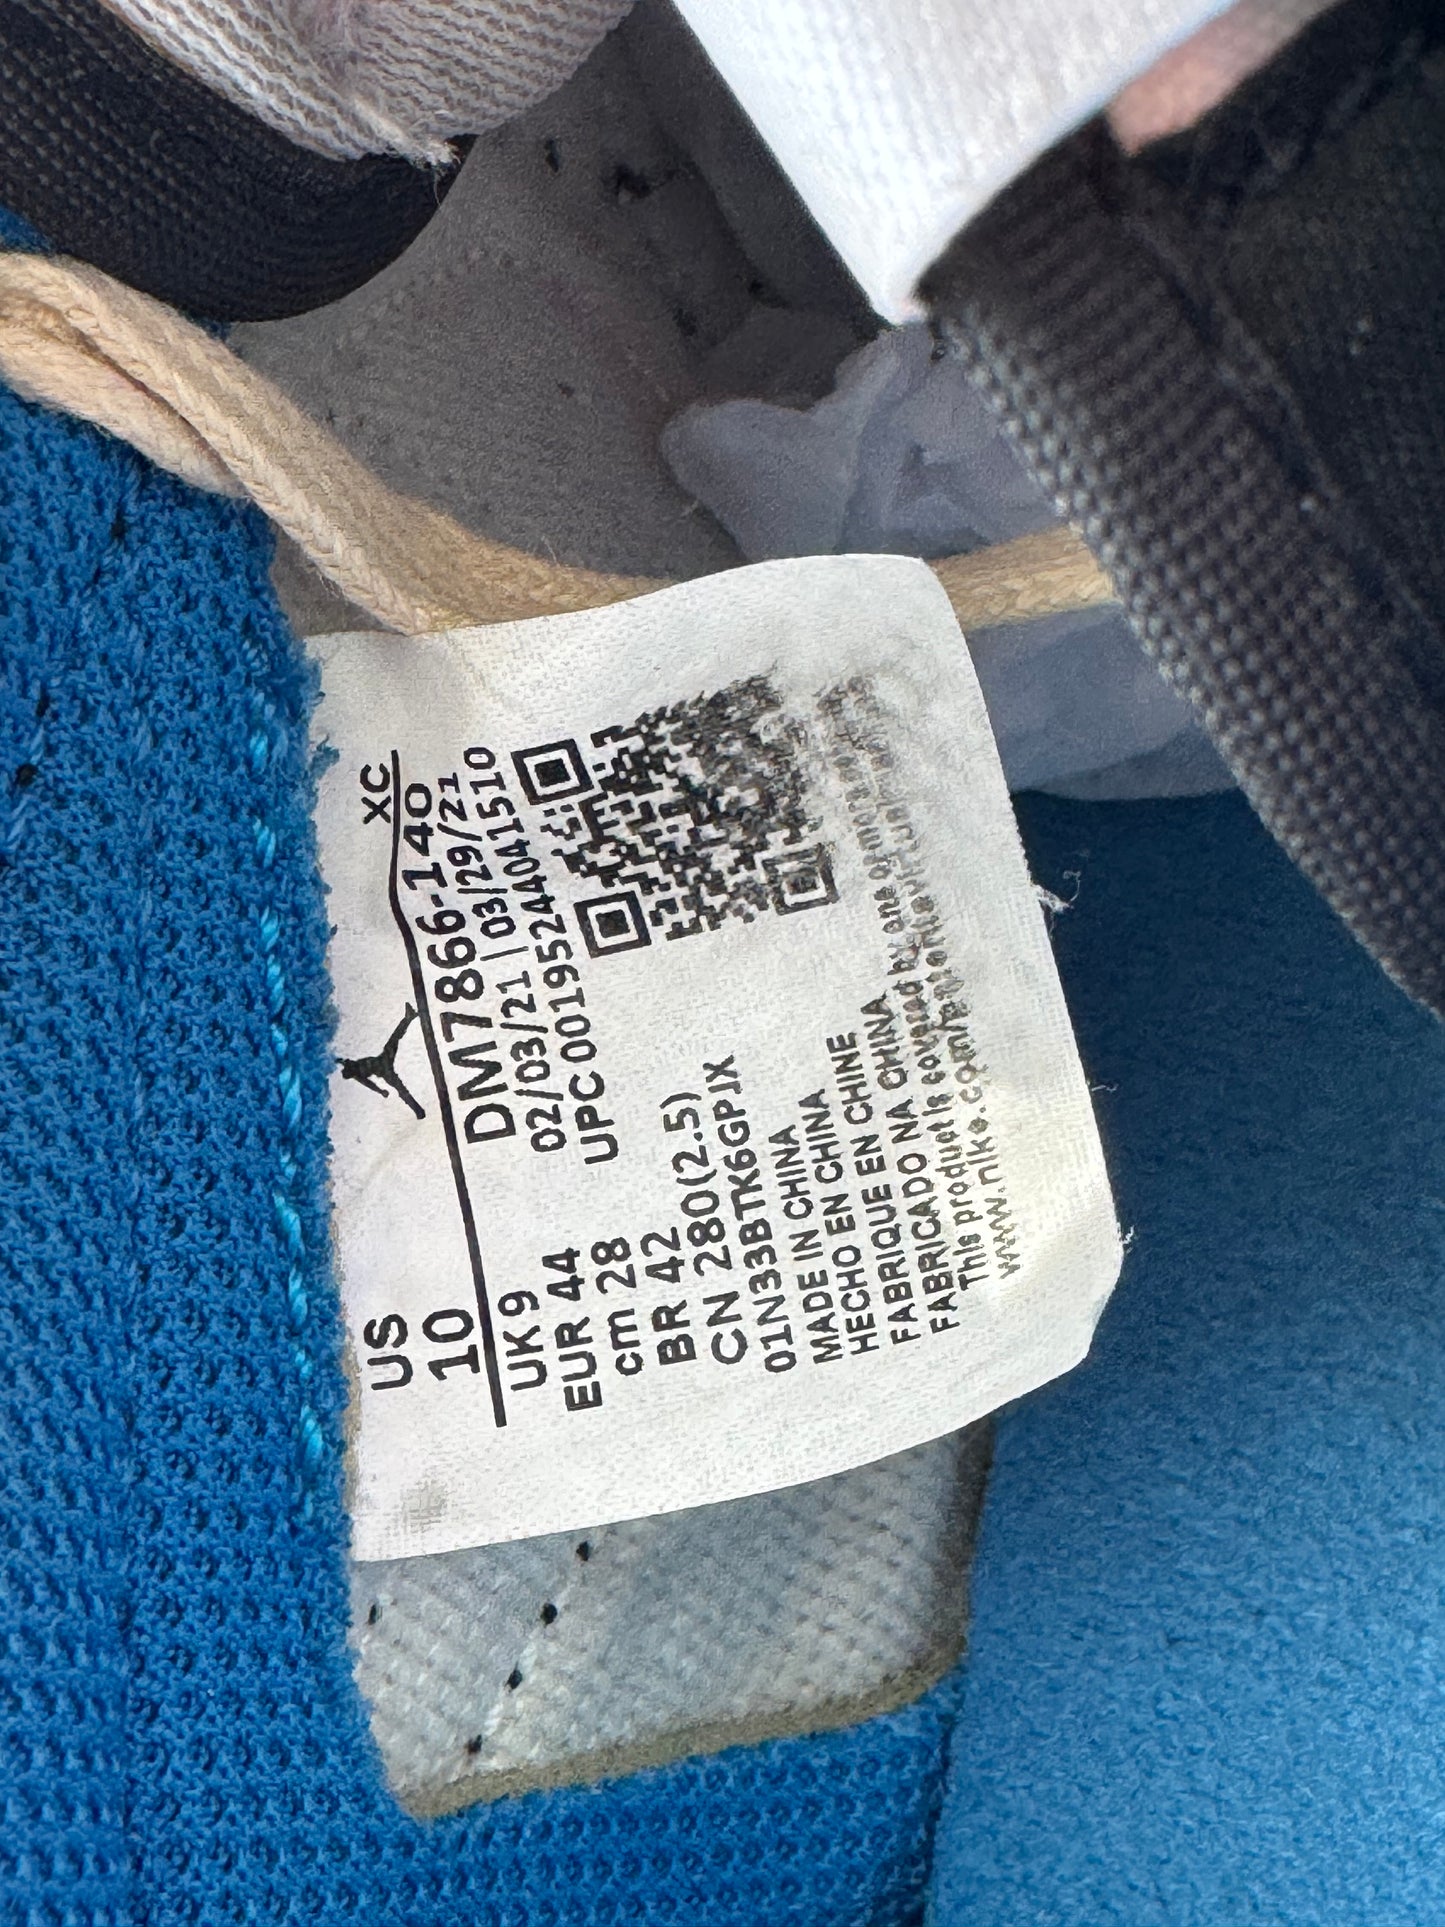 US
10
XC
DM7866-140
02/03/21 | 03/29/21
UPC 00195244041510
UK 9
EUR 44
cm 28
BR 42
CN 280(2.5)
01N33BTK6GPJX
MADE IN CHINA
HECHO EN CHINA
FABRIQUE EN CHINE
FABRICADO NA CHINA
This product is covered by one or more
www.nike.com/